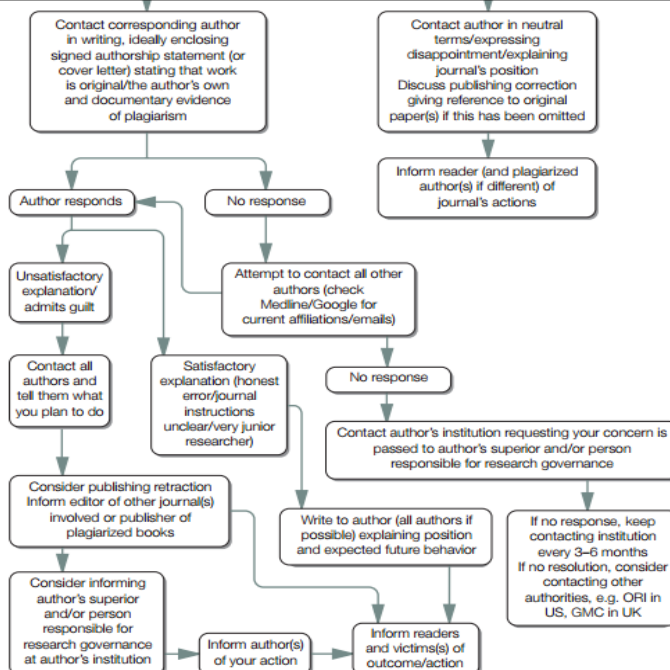 Contact corresponding author
in writing, ideally enclosing
signed authorship statement (or
cover letter) stating that work
is original/the author's own
and documentary evidence
of plagiarism
Contact author in neutral
terms/expressing
disappointment/explaining
journal's position
Discuss publishing correction
giving reference to original
paper(s) if this has been omitted
Inform reader (and plagiarized
author(s) if different) of
journal's actions
Author responds
No response
Unsatisfactory
explanation/
admits guilt
Attempt to contact all other
authors (check
Medline/Google for
current affiliations/emails)
Contact all
authors and
tell them what
you plan to do
Satisfactory
explanation (honest
error/journal
instructions
unclear/very junior
researcher)
No response
Contact author's institution requesting your concern is
passed to author's superior and/or person
responsible for research governance
Consider publishing retraction
Inform editor of other journal(s)
involved or publisher of
plagiarized books
Write to author (all authors if
possible) explaining position
and expected future behavior
If no response, keep
contacting institution
every 3–6 months
If no resolution, consider
contacting other
authorities, e.g. ORI in
US, GMC in UK
Consider informing
author's superior
and/or person
responsible for
research governance
at author's institution
Inform author(s)
of your action
Inform readers
and victims(s) of
outcome/action